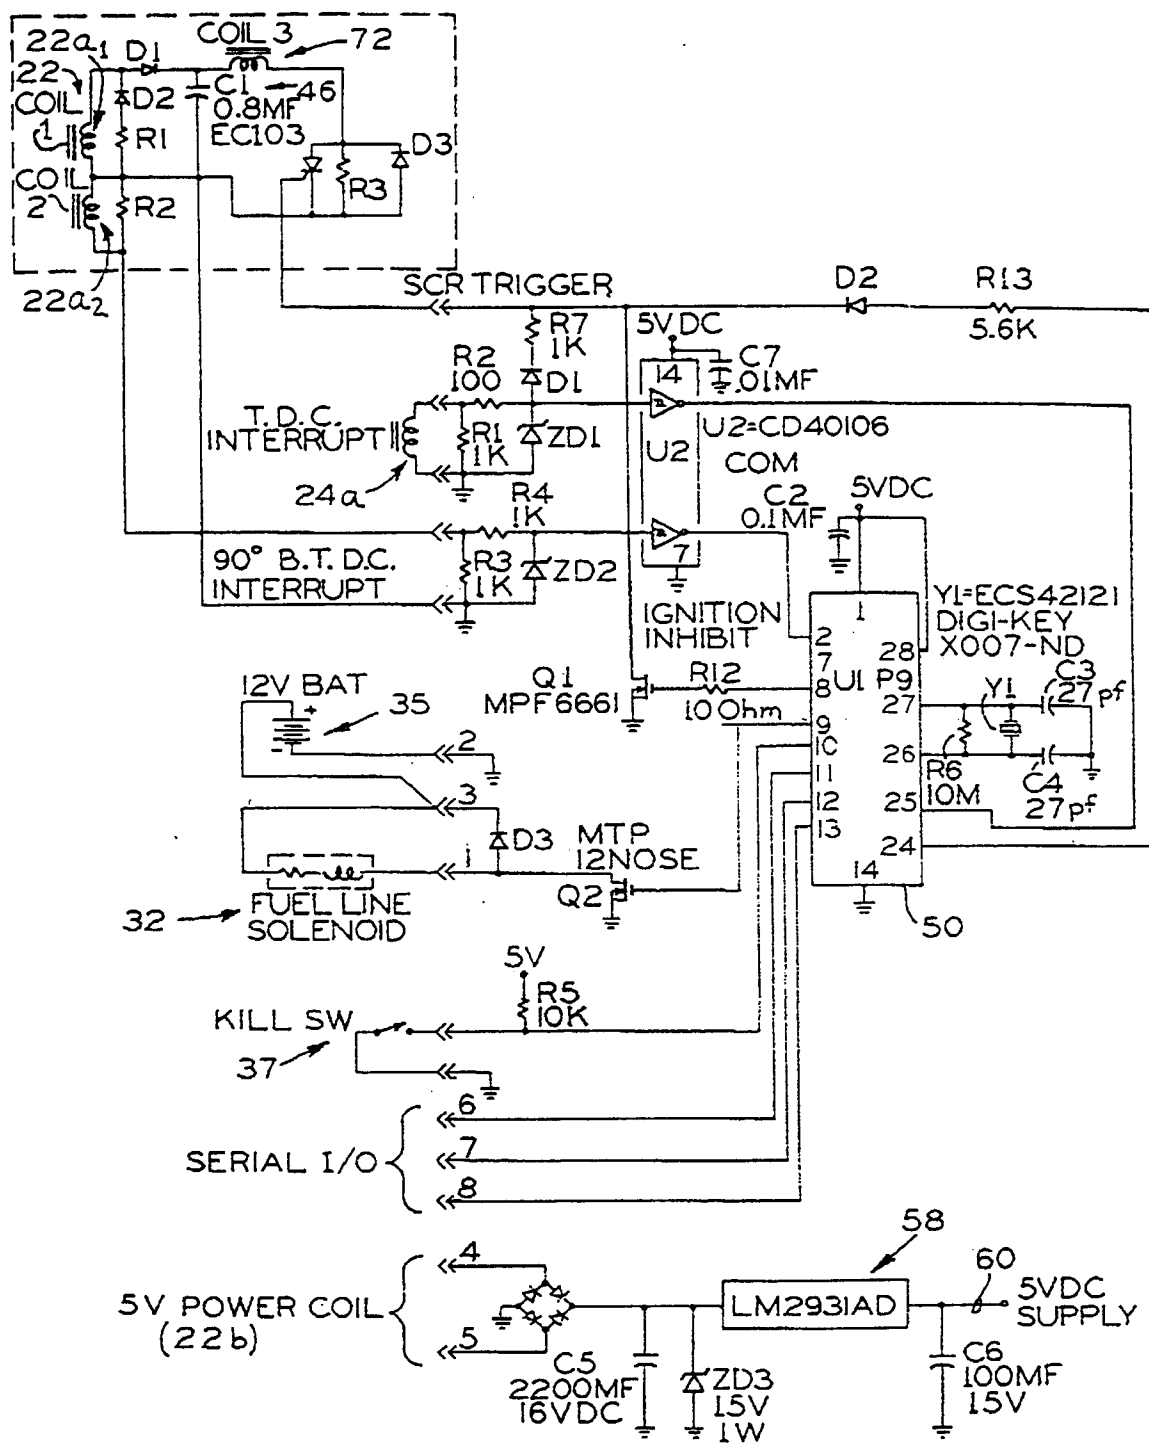 COIL 3
72
22a1
D1
22
C1
46
D2
0.8MF
COIL
1
R1
EC103
D3
COIL
2
R2
R3
22a2
SCR TRIGGER
D2
R13
5.6K
R7
1K
5VDC
R2
100
D1
14
C7
.01MF
T.D.C.
INTERRUPT
R1
1K
ZD1
U2
U2=CD40106
COM
24a
R4
1K
C2
0.1MF
5VDC
90° B.T.D.C.
INTERRUPT
R3
1K
ZD2
7
IGNITION
INHIBIT
Y1=ECS42121
DIGI-KEY
X007-ND
1
2
28
7
U1 P9
8
27
9
26
10
25
11
12
24
13
14
C3
27pf
Y1
R6
10M
C4
27pf
Q1
MPF6661
R12
10 Ohm
12V BAT
+
-
35
2
3
D3
MTP
12NOSE
1
Q2
32
FUEL LINE
SOLENOID
50
5V
R5
10K
KILL SW
37
6
7
SERIAL I/O
8
58
4
60
5V POWER COIL
(22b)
LM2931AD
5VDC
SUPPLY
5
C5
2200MF
16VDC
ZD3
15V
1W
C6
100MF
15V